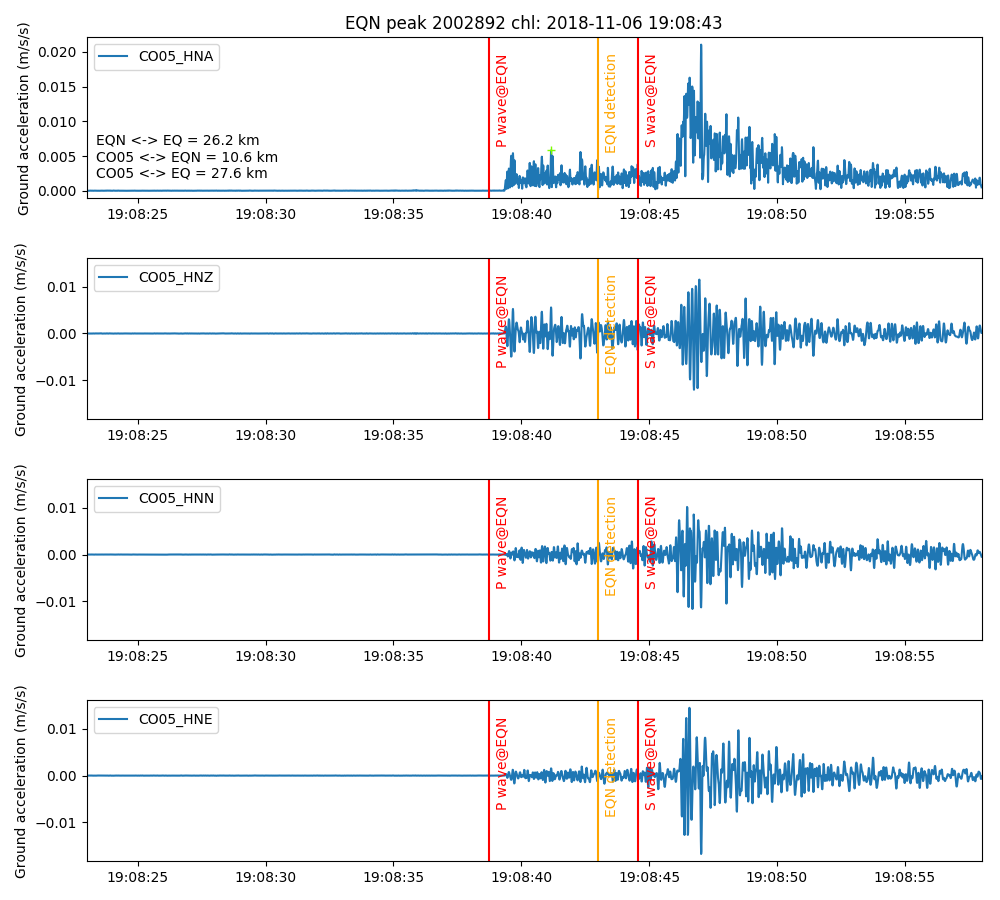 EQN peak 2002892 chl: 2018-11-06 19:08:43
Ground acceleration (m/s/s)
0.020
0.015
0.010
0.005
0.000
CO05_HNA
EQN <-> EQ = 26.2 km
CO05 <-> EQN = 10.6 km
CO05 <-> EQ = 27.6 km
P wave@EQN
EQN detection
S wave@EQN
19:08:25 19:08:30 19:08:35 19:08:40 19:08:45 19:08:50 19:08:55
Ground acceleration (m/s/s)
0.01
0.00
−0.01
CO05_HNZ
P wave@EQN
EQN detection
S wave@EQN
19:08:25 19:08:30 19:08:35 19:08:40 19:08:45 19:08:50 19:08:55
Ground acceleration (m/s/s)
0.01
0.00
−0.01
CO05_HNN
P wave@EQN
EQN detection
S wave@EQN
19:08:25 19:08:30 19:08:35 19:08:40 19:08:45 19:08:50 19:08:55
Ground acceleration (m/s/s)
0.01
0.00
−0.01
CO05_HNE
P wave@EQN
EQN detection
S wave@EQN
19:08:25 19:08:30 19:08:35 19:08:40 19:08:45 19:08:50 19:08:55